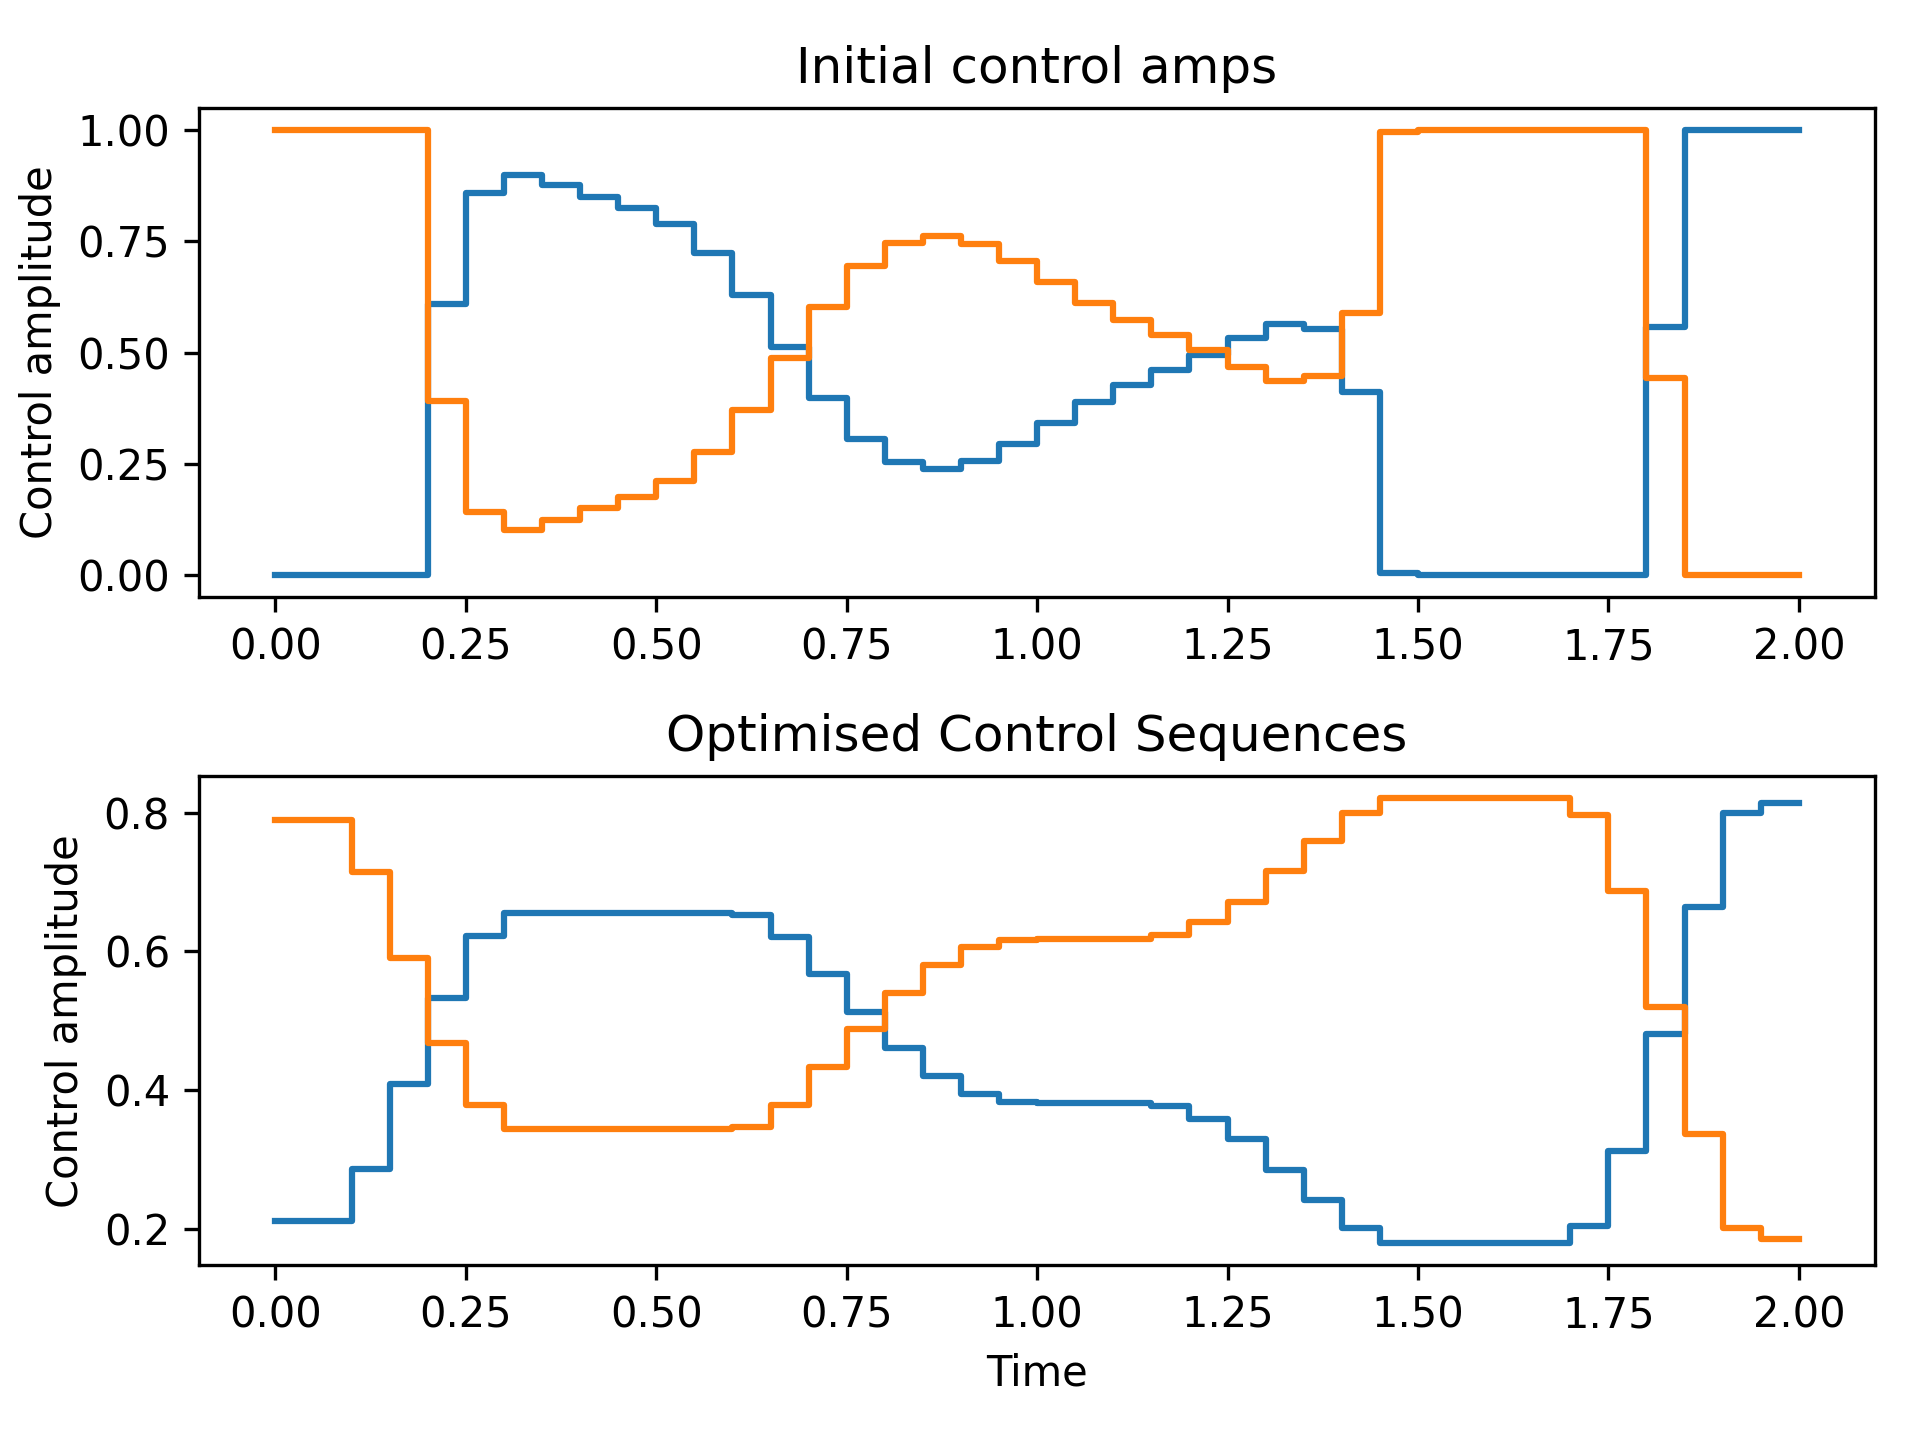 Initial control amps
Control amplitude
1.00
0.75
0.50
0.25
0.00
0.00 0.25 0.50 0.75 1.00 1.25 1.50 1.75 2.00
Optimised Control Sequences
Control amplitude
0.8
0.6
0.4
0.2
0.00 0.25 0.50 0.75 1.00 1.25 1.50 1.75 2.00
Time